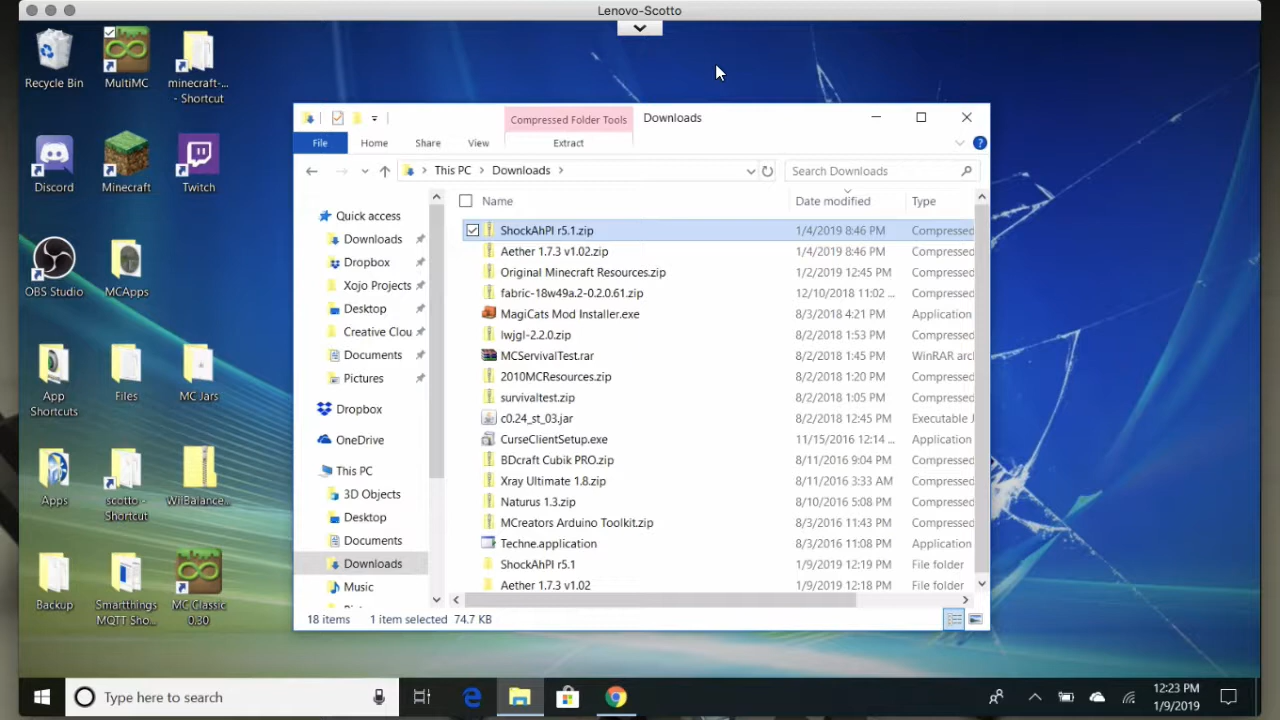 Lenovo-Scotto
Recycle Bin
MultiMC
minecraft-...
- Shortcut
Discord
Minecraft
Twitch
OBS Studio
MCApps
App
Shortcuts
Files
MC Jars
Apps
scotto -
Shortcut
WilBalance...
Backup
Smartthings
MQTT Sho...
MC Classic
0.30
Compressed Folder Tools
Downloads
File
Home
Share
View
Extract
This PC
Downloads
Search Downloads
Quick access
Downloads
Dropbox
Xojo Projects
Desktop
Creative Clou
Documents
Pictures
Dropbox
OneDrive
This PC
3D Objects
Desktop
Documents
Downloads
Music
Name Date modified Type
ShockAhPI r5.1.zip 1/4/2019 8:46 PM Compressed
Aether 1.7.3 v1.02.zip 1/4/2019 8:46 PM Compressed
Original Minecraft Resources.zip 1/2/2019 12:45 PM Compressed
fabric-18w49a.2-0.2.0.61.zip 12/10/2018 11:02 ... Compressed
MagiCats Mod Installer.exe 8/3/2018 4:21 PM Application
lwjgl-2.2.0.zip 8/2/2018 1:53 PM Compressed
MCServivalTest.rar 8/2/2018 1:45 PM WinRAR arc
2010MCResources.zip 8/2/2018 1:20 PM Compressed
survivaltest.zip 8/2/2018 1:05 PM Compressed
c0.24_st_03.jar 8/2/2018 12:45 PM Executable J
CurseClientSetup.exe 11/15/2016 12:14 ... Application
BDcraft Cubik PRO.zip 8/11/2016 9:04 PM Compressed
Xray Ultimate 1.8.zip 8/11/2016 3:33 AM Compressed
Naturus 1.3.zip 8/10/2016 5:08 PM Compressed
MCreators Arduino Toolkit.zip 8/3/2016 11:43 PM Compressed
Techne.application 8/3/2016 11:08 PM Application
ShockAhPI r5.1 1/9/2019 12:19 PM File folder
Aether 1.7.3 v1.02 1/9/2019 12:18 PM File folder
18 items 1 item selected 74.7 KB
Type here to search
12:23 PM
1/9/2019